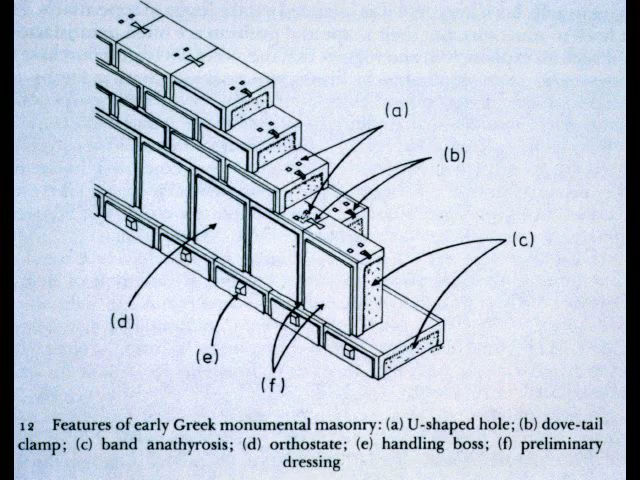 (a)
(b)
(c)
(d)
(e)
(f)
12 Features of early Greek monumental masonry: (a) U-shaped hole; (b) dove-tail
clamp; (c) band anathyrosis; (d) orthostate; (e) handling boss; (f) preliminary
dressing